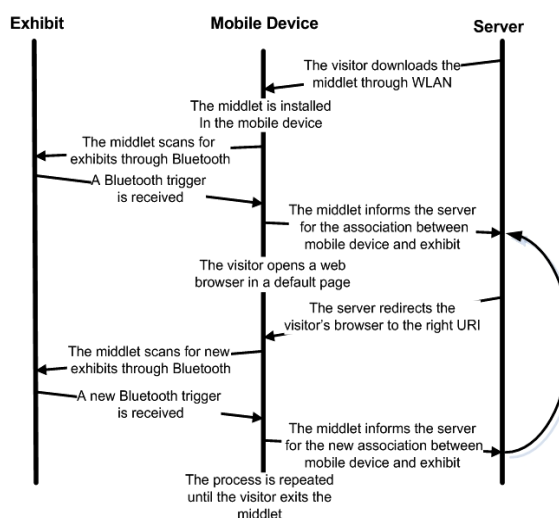 Exhibit
Mobile Device
Server
The visitor downloads the
middlet through WLAN
The middlet is installed
In the mobile device
The middlet scans for
exhibits through Bluetooth
A Bluetooth trigger
is received
The middlet informs the server
for the association between
mobile device and exhibit
The visitor opens a web
browser in a default page
The server redirects the
visitor's browser to the right URI
The middlet scans for new
exhibits through Bluetooth
A new Bluetooth trigger
is received
The middlet informs the server
for the new association between
mobile device and exhibit
The process is repeated
until the visitor exits the
middlet